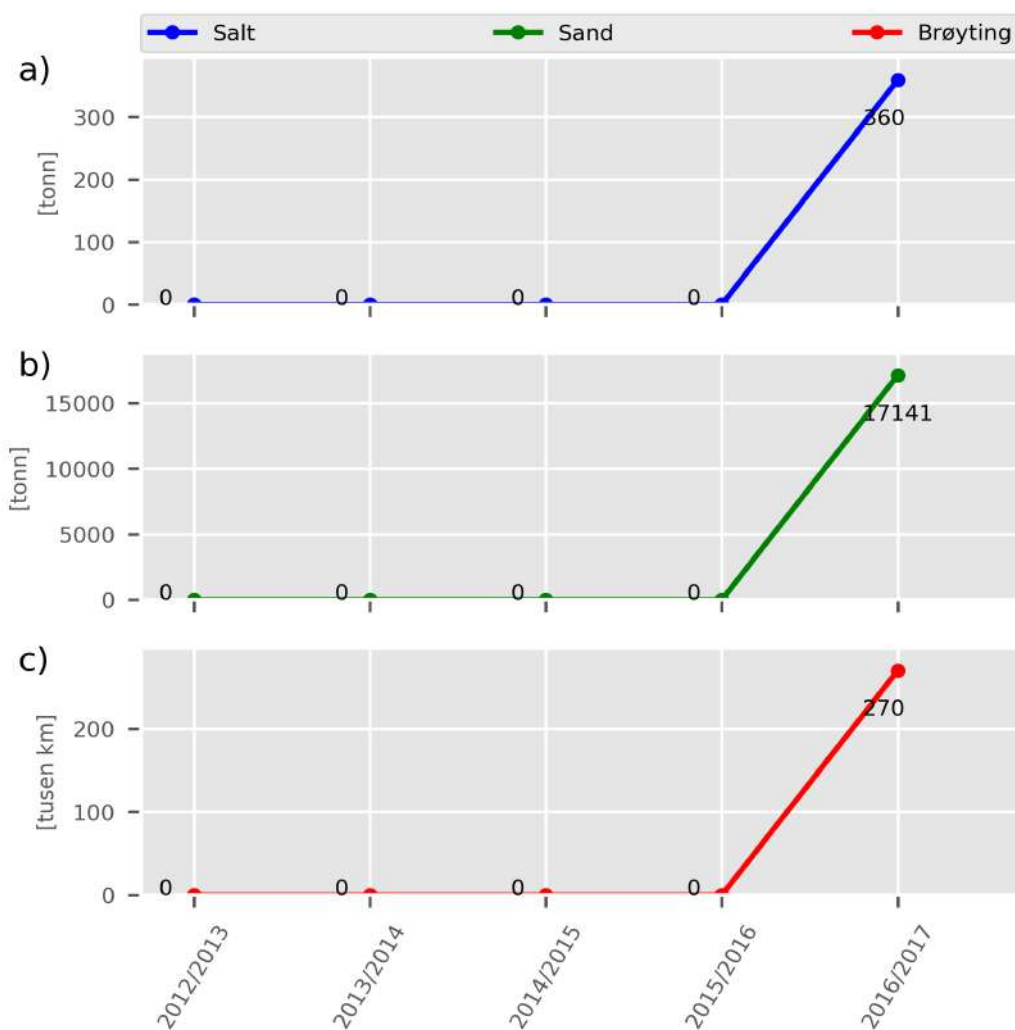 Salt Sand Brøyting
a)
300
200
100
0
[tonn]
0 0 0 0 360
b)
15000
10000
5000
0
[tonn]
0 0 0 0 17141
c)
200
100
0
[tusen km]
0 0 0 0 270
2012/2013 2013/2014 2014/2015 2015/2016 2016/2017